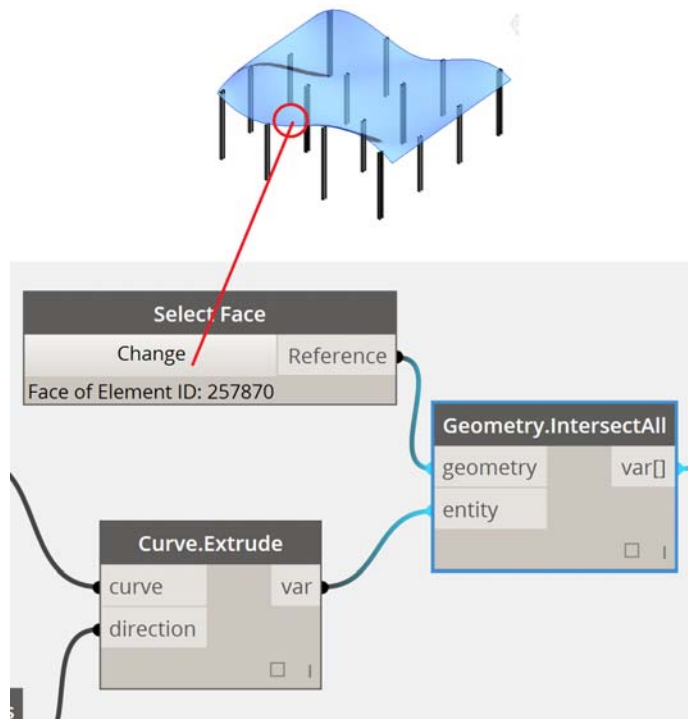 Select Face
Change
Reference
Face of Element ID: 257870
Geometry.IntersectAll
geometry
var[]
entity
Curve.Extrude
curve
var
direction
s